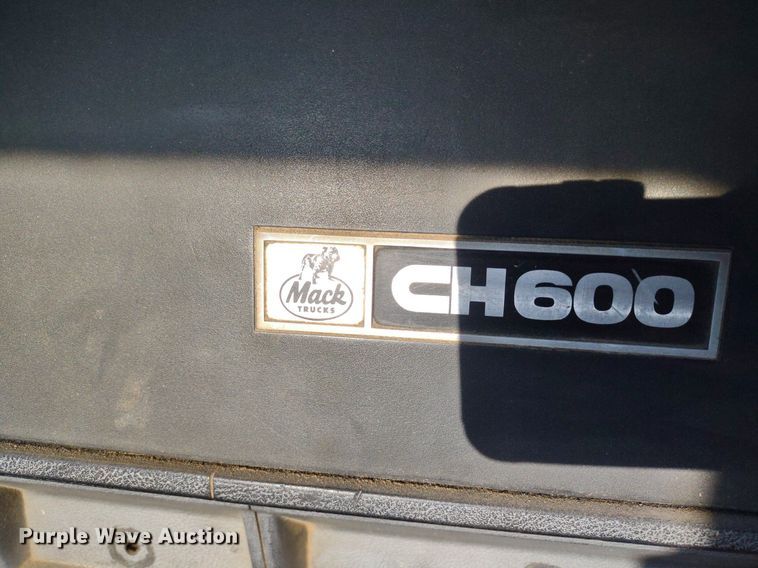 Mack
TRUCKS
CH600
Purple Wave Auction